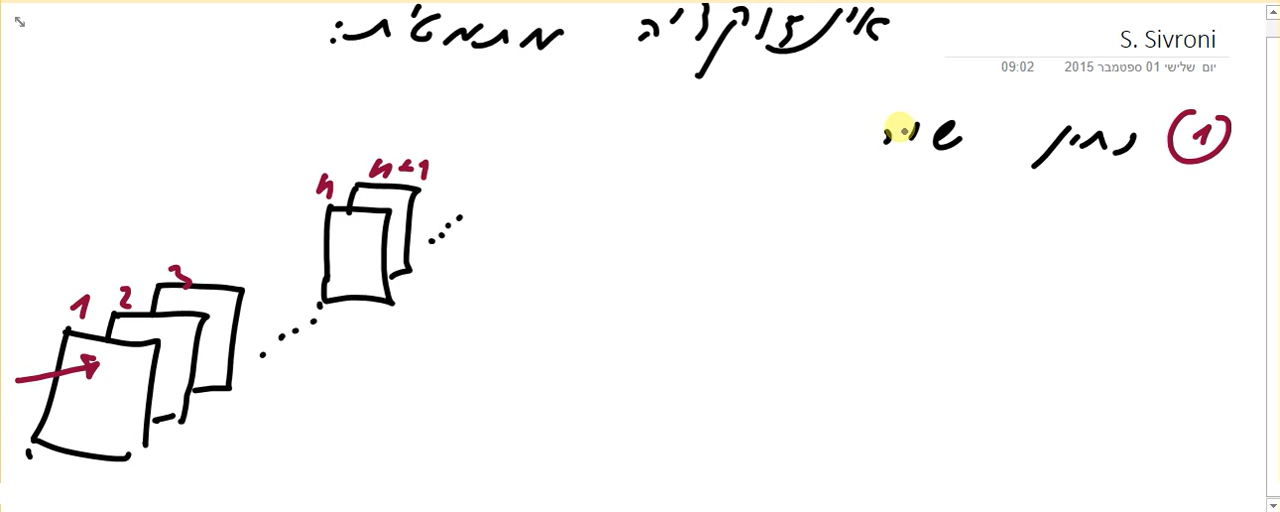 אינדוקציה מתמטית:
S. Sivroni
יום שלישי 01 ספטמבר 2015 09:02
① נתון
n n+1
1 2 3